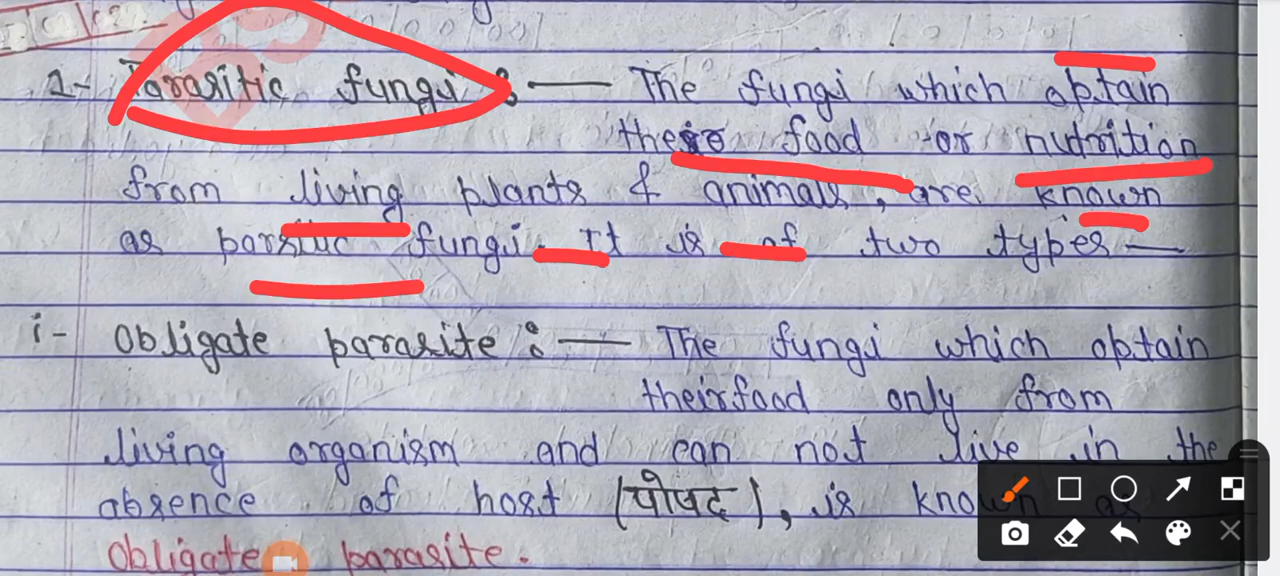 1- Parasitic fungi :— The fungi which obtain
their food or nutrition
from living plants & animals, are known
as parsitic fungi. It is of two types—
i- Obligate parasite :— The fungi which obtain
their food only from
living organism and can not live in the
absence of host (पोषद), is known as
Obligate parasite.